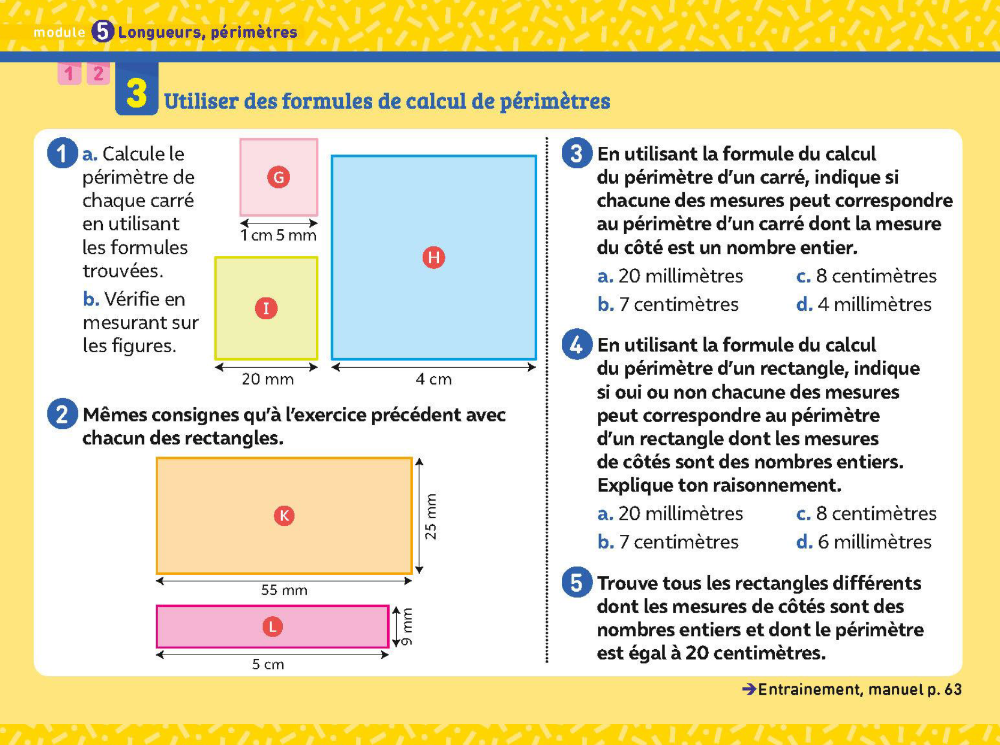 module 5 Longueurs, périmètres
1 2 3 Utiliser des formules de calcul de périmètres
1 a. Calcule le
périmètre de
chaque carré
en utilisant
les formules
trouvées.
b. Vérifie en
mesurant sur
les figures.
G
1 cm 5 mm
H
I
20 mm
4 cm
2 Mêmes consignes qu’à l’exercice précédent avec
chacun des rectangles.
K
25 mm
55 mm
L
9 mm
5 cm
3 En utilisant la formule du calcul
du périmètre d’un carré, indique si
chacune des mesures peut correspondre
au périmètre d’un carré dont la mesure
du côté est un nombre entier.
a. 20 millimètres c. 8 centimètres
b. 7 centimètres d. 4 millimètres
4 En utilisant la formule du calcul
du périmètre d’un rectangle, indique
si oui ou non chacune des mesures
peut correspondre au périmètre
d’un rectangle dont les mesures
de côtés sont des nombres entiers.
Explique ton raisonnement.
a. 20 millimètres c. 8 centimètres
b. 7 centimètres d. 6 millimètres
5 Trouve tous les rectangles différents
dont les mesures de côtés sont des
nombres entiers et dont le périmètre
est égal à 20 centimètres.
➔Entrainement, manuel p. 63